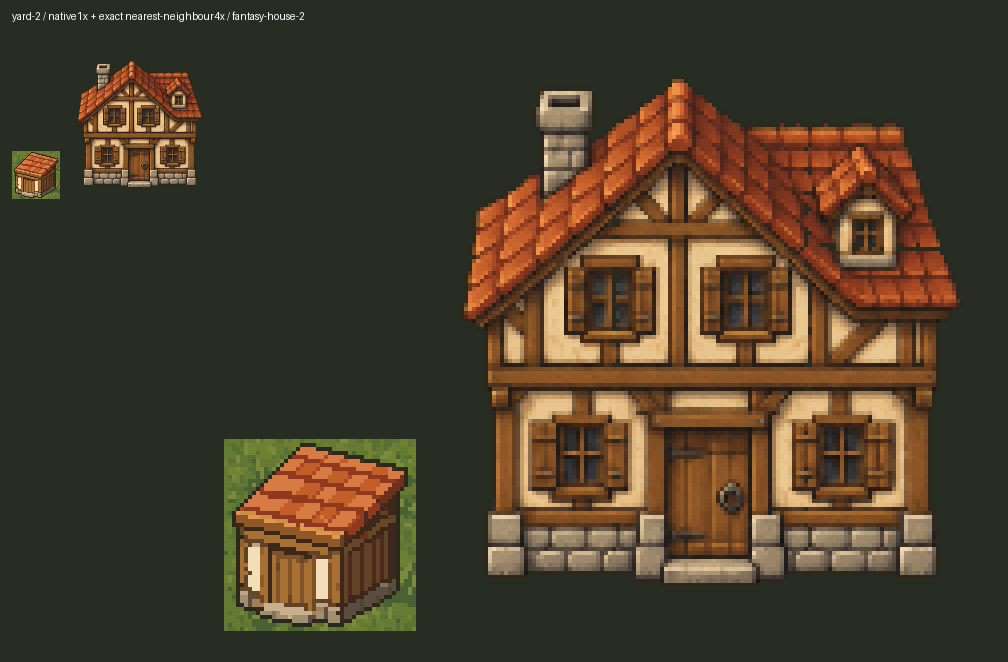 yard-2 / native1x + exact nearest-neighbour4x / fantasy-house-2